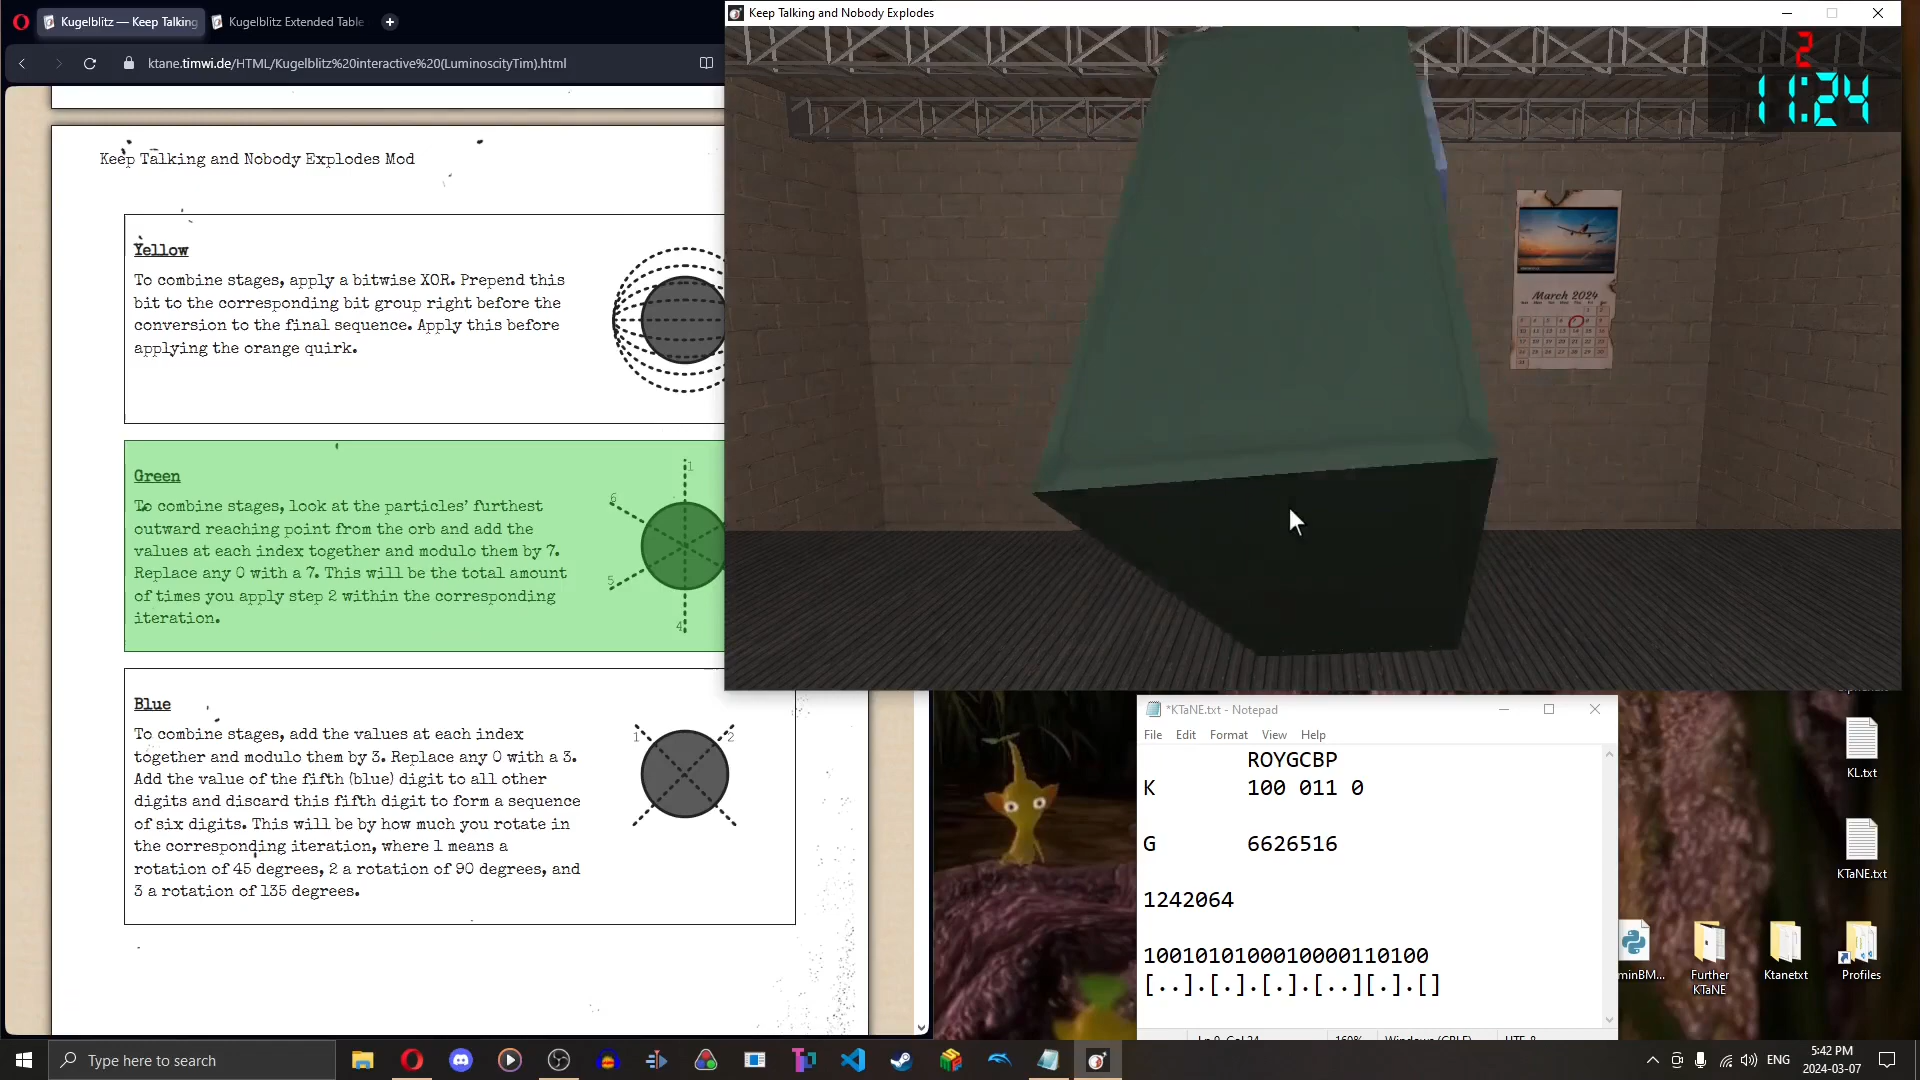 Kugelblitz — Keep Talking
Kugelblitz Extended Table
ktane.timwi.de/HTML/Kugelblitz%20interactive%20(LuminoscityTim).html
Keep Talking and Nobody Explodes Mod
Yellow
To combine stages, apply a bitwise XOR. Prepend this
bit to the corresponding bit group right before the
conversion to the final sequence. Apply this before
applying the orange quirk.
Green
To combine stages, look at the particles’ furthest
outward reaching point from the orb and add the
values at each index together and modulo them by 7.
Replace any 0 with a 7. This will be the total amount
of times you apply step 2 within the corresponding
iteration.
1
6
5
4
Blue
To combine stages, add the values at each index
together and modulo them by 3. Replace any 0 with a 3.
Add the value of the fifth (blue) digit to all other
digits and discard this fifth digit to form a sequence
of six digits. This will be by how much you rotate in
the corresponding iteration, where 1 means a
rotation of 45 degrees, 2 a rotation of 90 degrees, and
3 a rotation of 135 degrees.
1
2
Keep Talking and Nobody Explodes
2
11:24
March 2024
*KTaNE.txt - Notepad
File Edit Format View Help
ROYGCBP
K 100 011 0
G 6626516
1242064
1001010100010000110100
[..].[.].[.].[..][.].[]
KL.txt
KTaNE.txt
minBM...
Further
KTaNE
Ktanetxt
Profiles
Type here to search
ENG
5:42 PM
2024-03-07